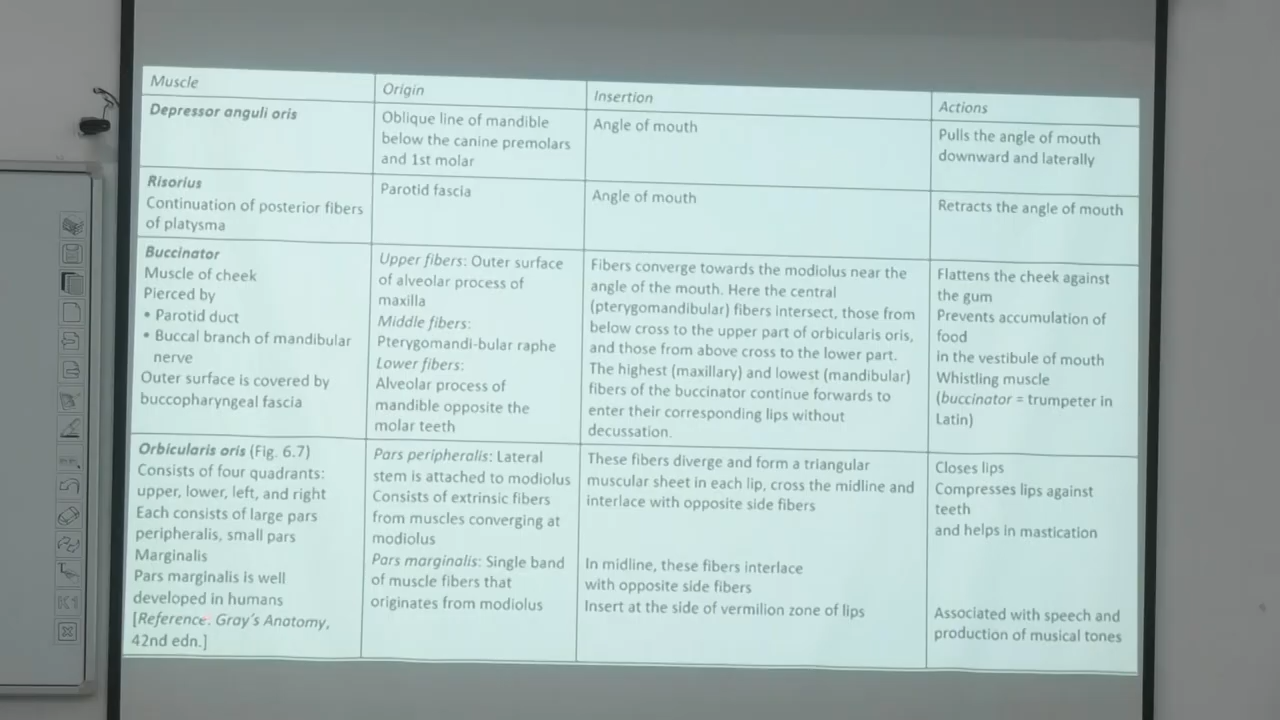 Muscle
Origin
Insertion
Actions
Depressor anguli oris
Oblique line of mandible
below the canine premolars
and 1st molar
Angle of mouth
Pulls the angle of mouth
downward and laterally
Risorius
Continuation of posterior fibers
of platysma
Parotid fascia
Angle of mouth
Retracts the angle of mouth
Buccinator
Muscle of cheek
Pierced by
• Parotid duct
• Buccal branch of mandibular
nerve
Outer surface is covered by
buccopharyngeal fascia
Upper fibers: Outer surface
of alveolar process of
maxilla
Middle fibers:
Pterygomandi-bular raphe
Lower fibers:
Alveolar process of
mandible opposite the
molar teeth
Fibers converge towards the modiolus near the
angle of the mouth. Here the central
(pterygomandibular) fibers intersect, those from
below cross to the upper part of orbicularis oris,
and those from above cross to the lower part.
The highest (maxillary) and lowest (mandibular)
fibers of the buccinator continue forwards to
enter their corresponding lips without
decussation.
Flattens the cheek against
the gum
Prevents accumulation of
food
in the vestibule of mouth
Whistling muscle
(buccinator = trumpeter in
Latin)
Orbicularis oris (Fig. 6.7)
Consists of four quadrants:
upper, lower, left, and right
Each consists of large pars
peripheralis, small pars
Marginalis
Pars marginalis is well
developed in humans
[Reference: Gray's Anatomy,
42nd edn.]
Pars peripheralis: Lateral
stem is attached to modiolus
Consists of extrinsic fibers
from muscles converging at
modiolus
Pars marginalis: Single band
of muscle fibers that
originates from modiolus
These fibers diverge and form a triangular
muscular sheet in each lip, cross the midline and
interlace with opposite side fibers
In midline, these fibers interlace
with opposite side fibers
Insert at the side of vermilion zone of lips
Closes lips
Compresses lips against
teeth
and helps in mastication
Associated with speech and
production of musical tones